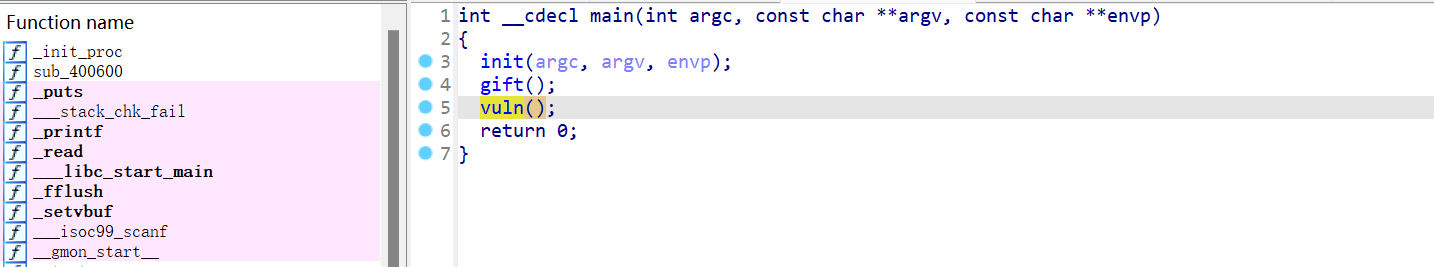 Function name
f _init_proc
f sub_400600
f _puts
f ___stack_chk_fail
f _printf
f _read
f ___libc_start_main
f _fflush
f _setvbuf
f ___isoc99_scanf
f __gmon_start__
1 int __cdecl main(int argc, const char **argv, const char **envp)
2 {
3 init(argc, argv, envp);
4 gift();
5 vuln();
6 return 0;
7 }